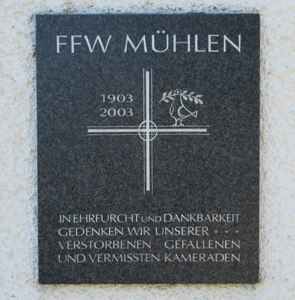 FFW MÜHLEN
1903
2003
IN EHRFURCHT UND DANKBARKEIT
GEDENKEN WIR UNSERER • • •
VERSTORBENEN GEFALLENEN
UND VERMISSTEN KAMERADEN